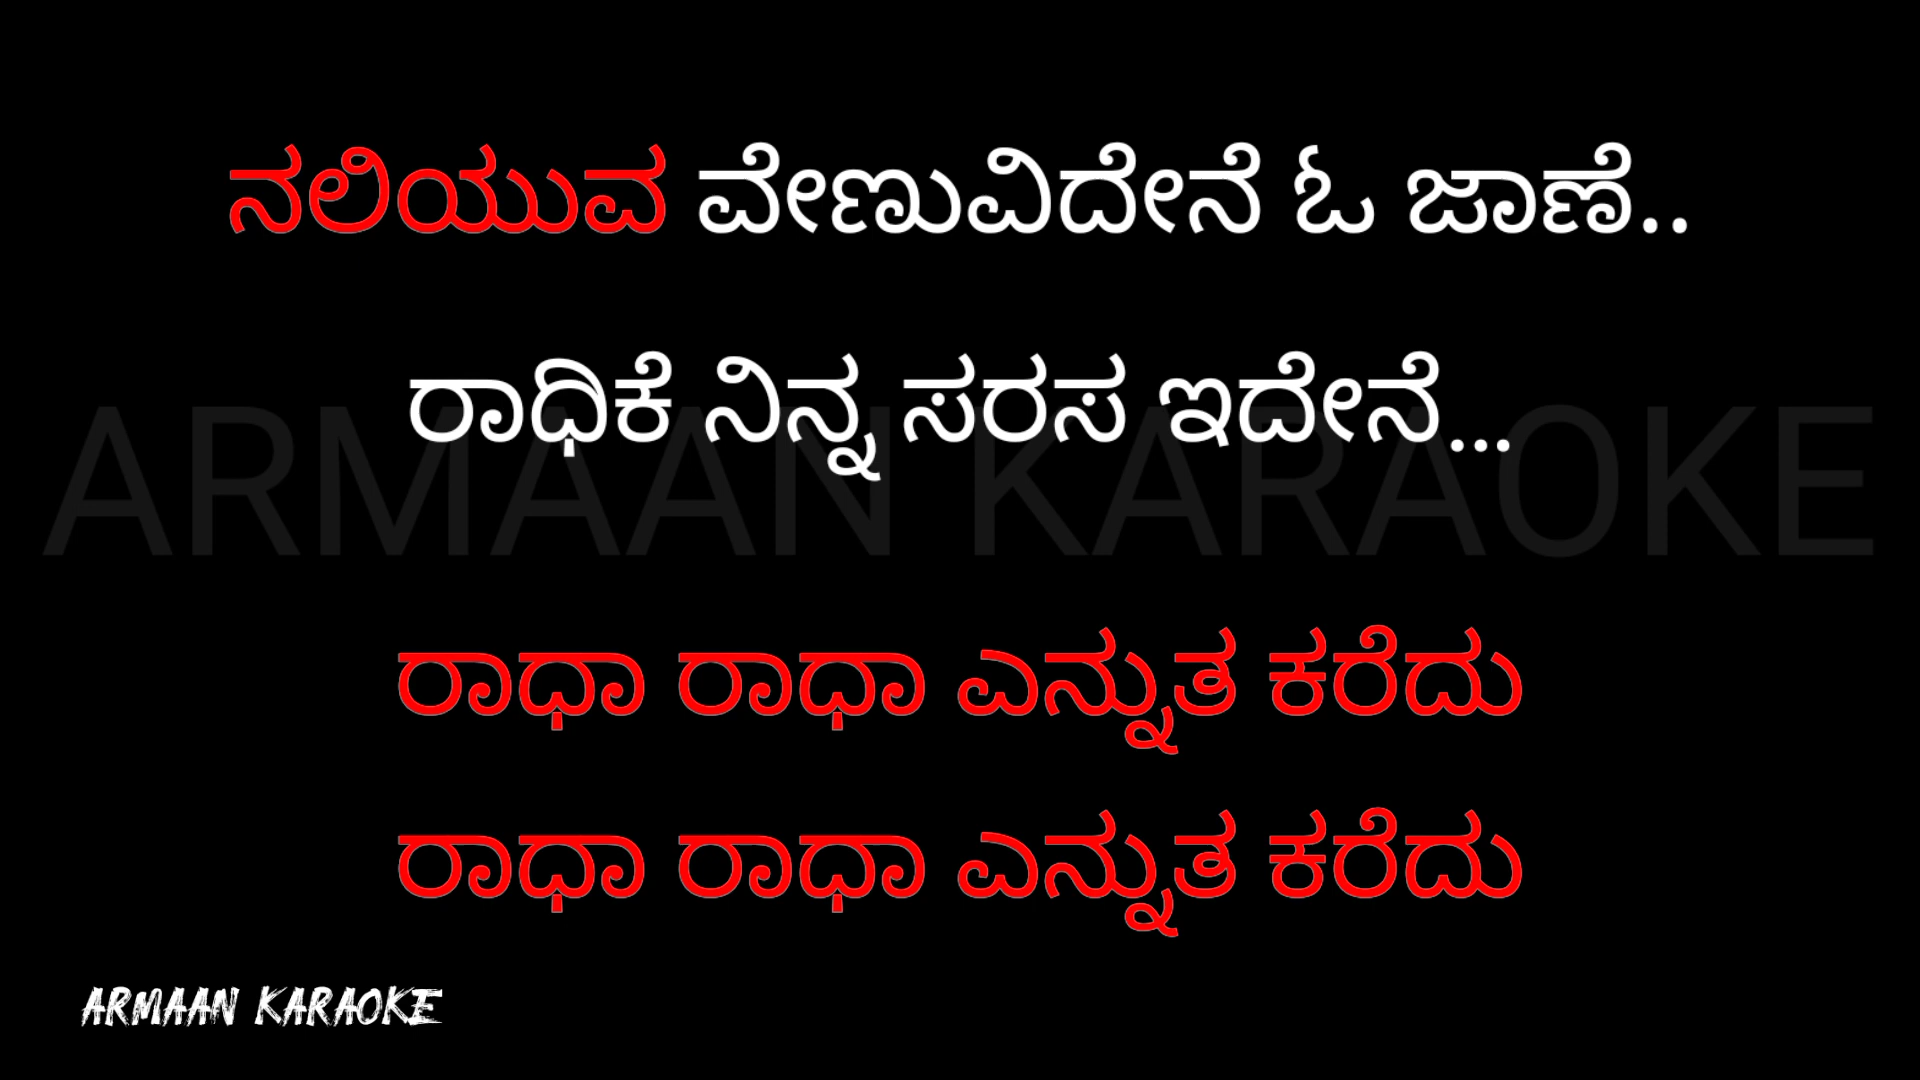 ನಲಿಯುವ ವೇಣುವಿದೇನೆ ಓ ಜಾಣೆ..
ರಾಧಿಕೆ ನಿನ್ನ ಸರಸ ಇದೇನೆ...
ARMAAN KARAOKE
ರಾಧಾ ರಾಧಾ ಎನ್ನುತ ಕರೆದು
ರಾಧಾ ರಾಧಾ ಎನ್ನುತ ಕರೆದು
ARMAAN KARAOKE